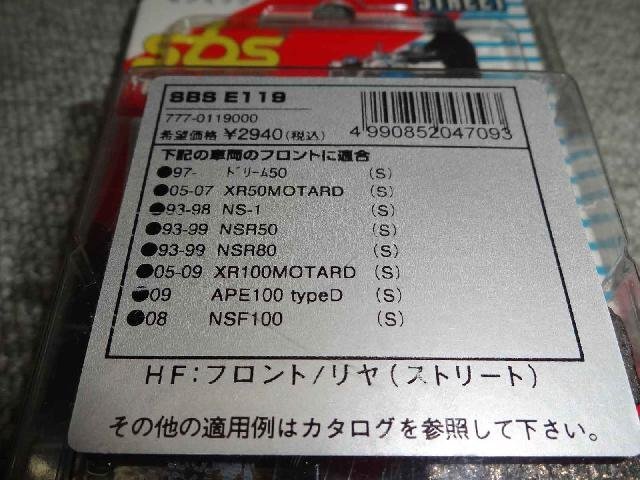 STREET
sbs
SBS E119
777-0119000
希望価格 ¥2940(税込)
4990852047093
下記の車両のフロントに適合
●97- ドリーム50 (S)
●05-07 XR50MOTARD (S)
●93-98 NS-1 (S)
●93-99 NSR50 (S)
●93-99 NSR80 (S)
●05-09 XR100MOTARD (S)
●09 APE100 typeD (S)
●08 NSF100 (S)
HF:フロント/リヤ(ストリート)
その他の適用例はカタログを参照して下さい。